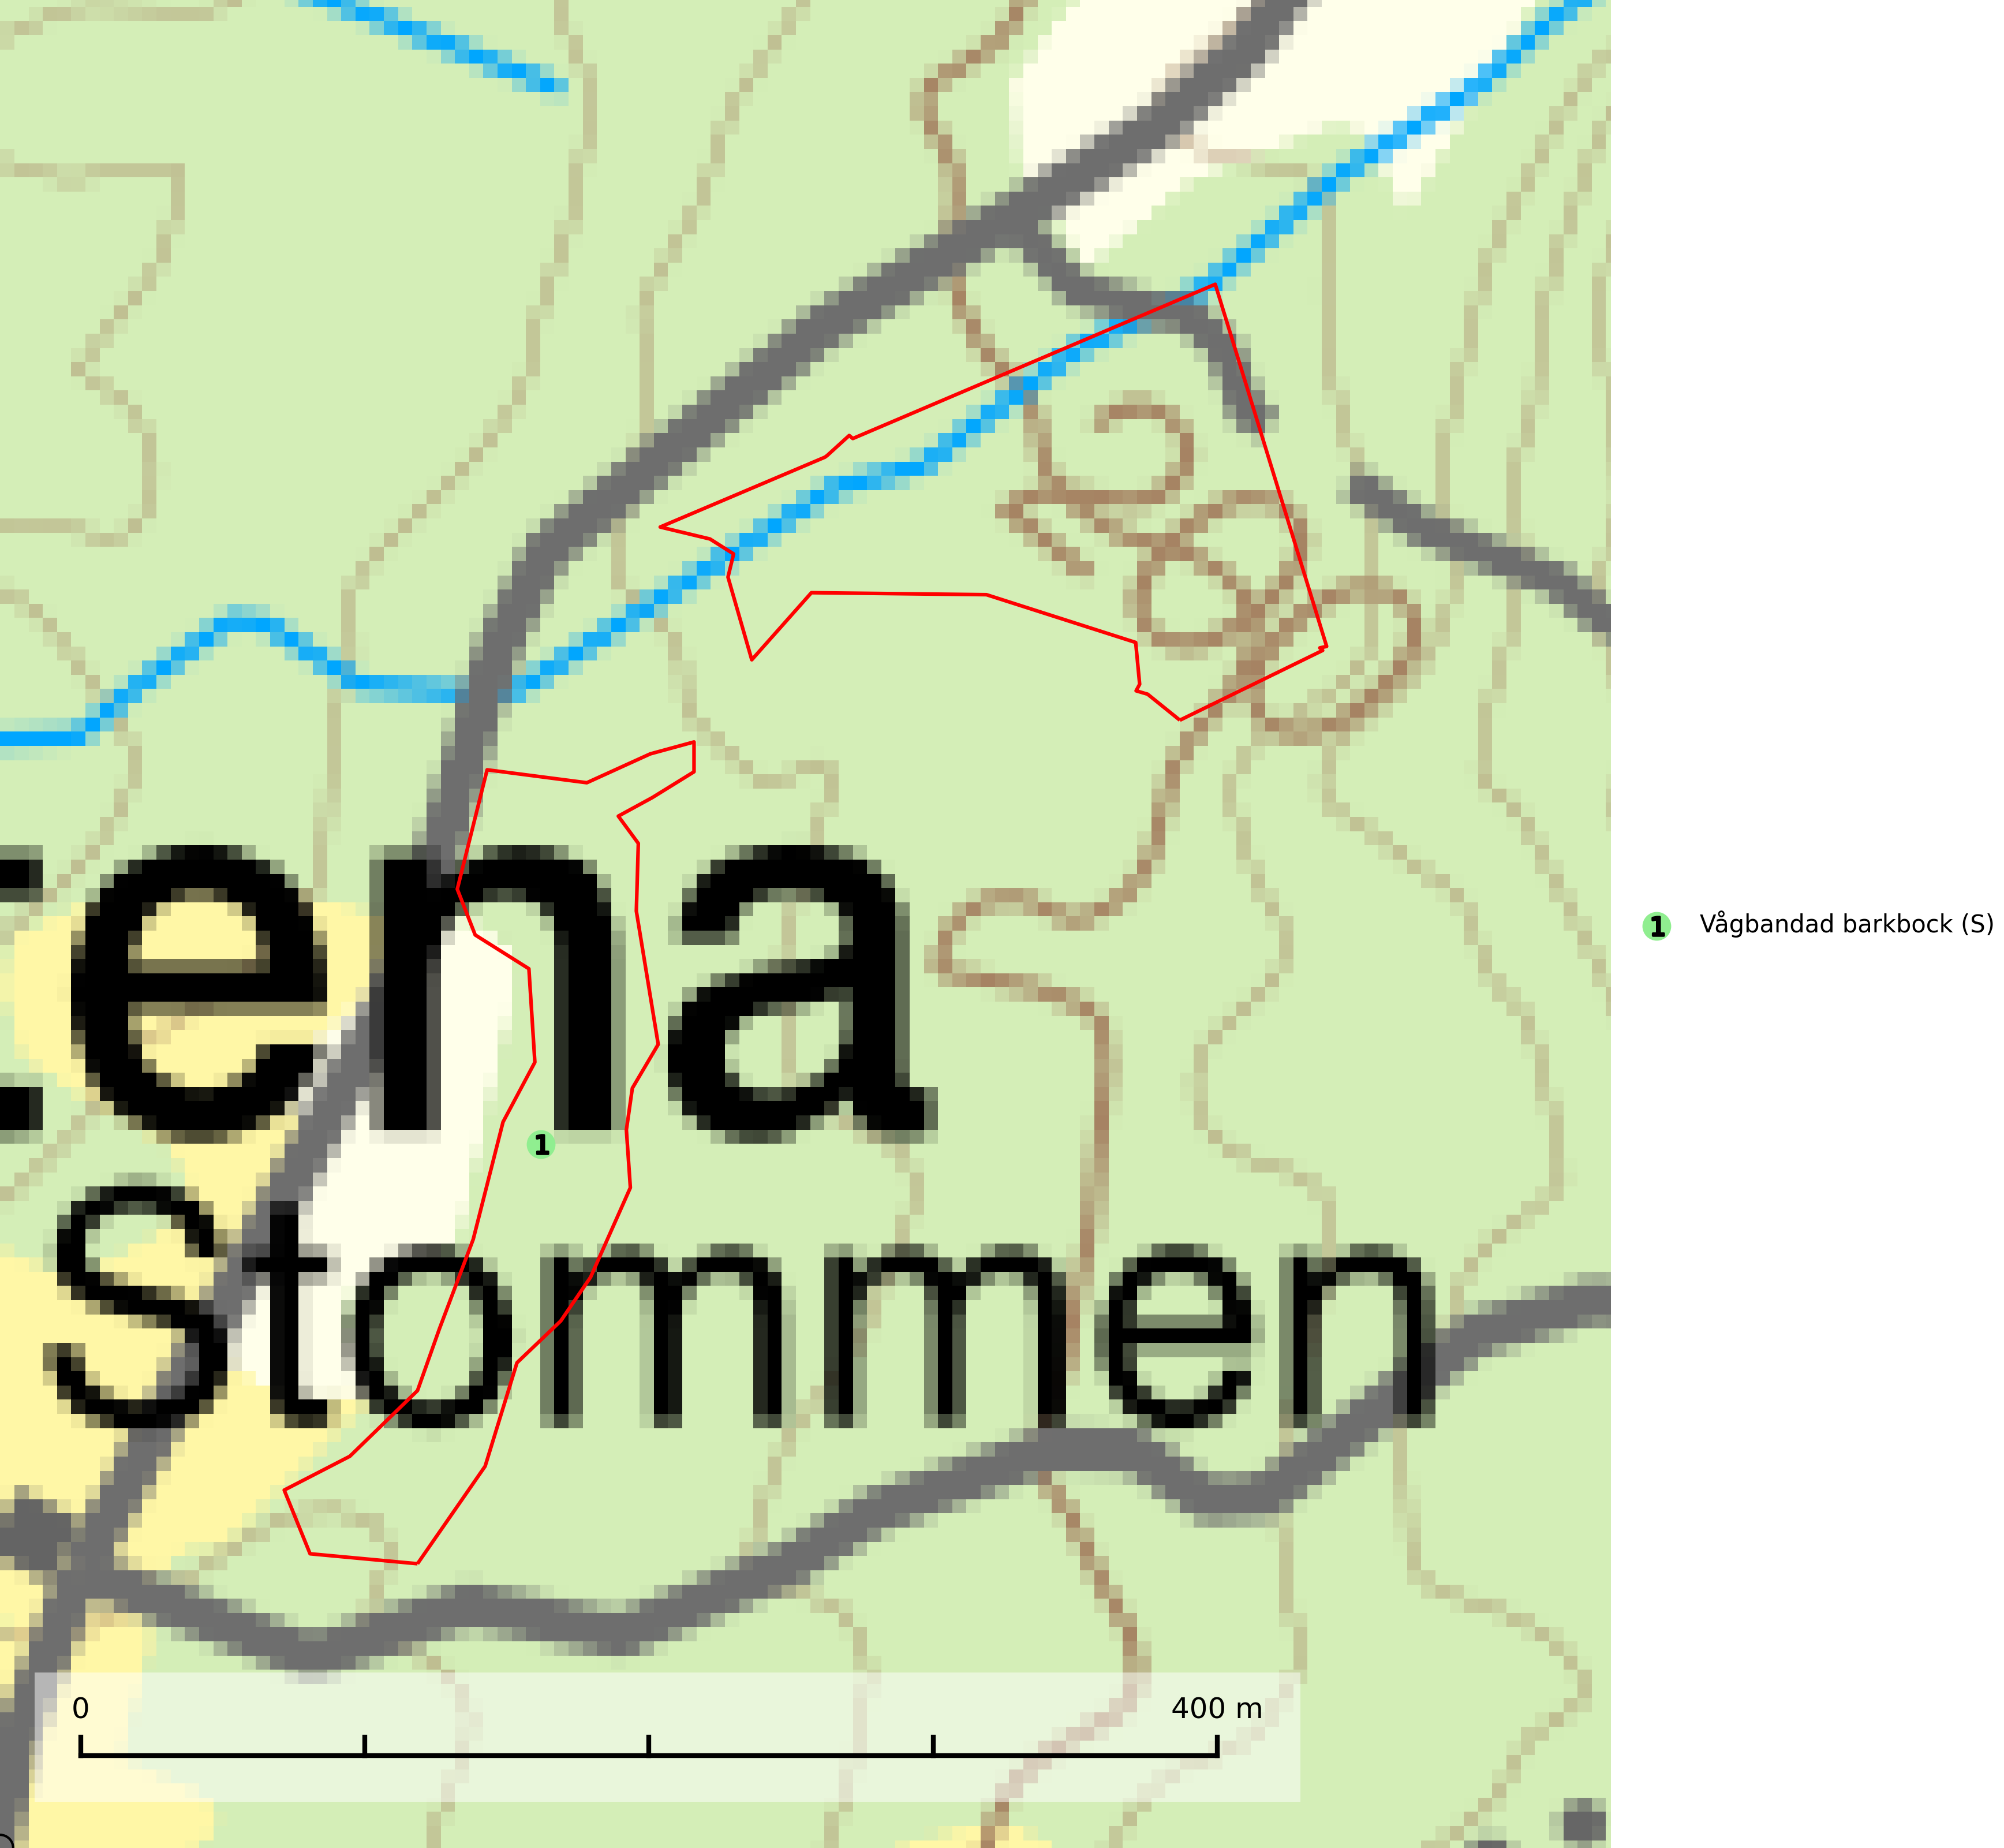 ena
stommen
1
1 Vågbandad barkbock (S)
0 400 m